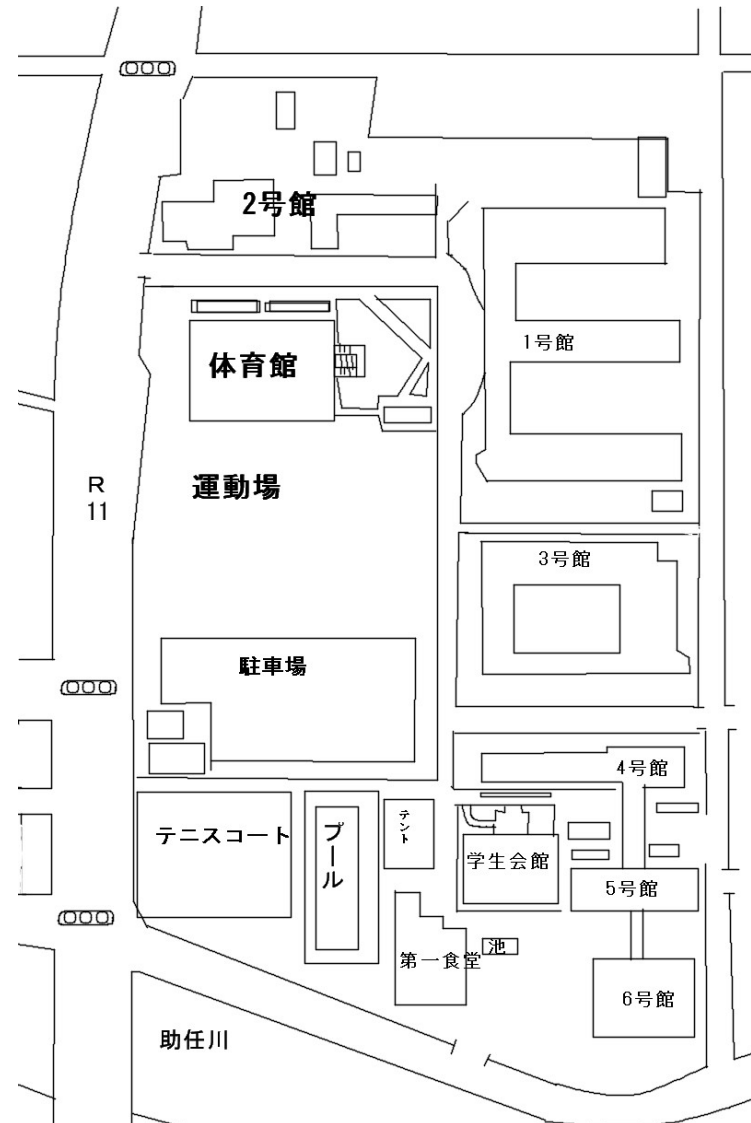 2号館
1号館
体育館
R
11
運動場
3号館
駐車場
4号館
テニスコート
プール
テント
学生会館
5号館
第一食堂
池
6号館
助任川